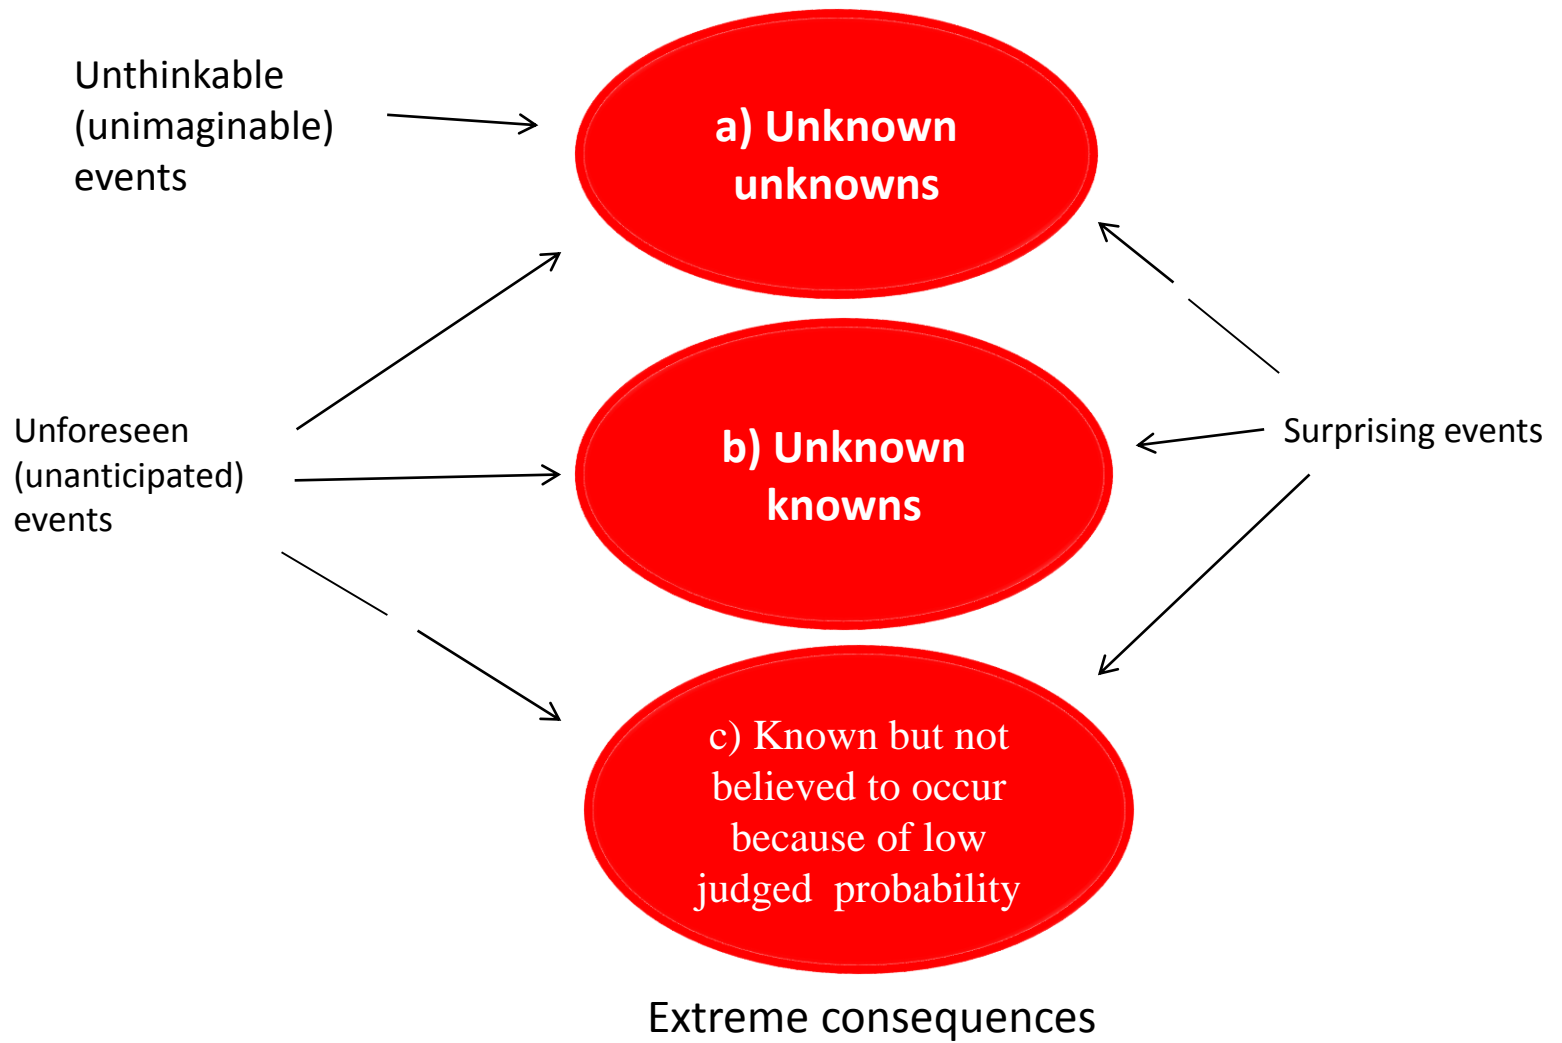 Unthinkable
(unimaginable)
events
a) Unknown
unknowns
Unforeseen
(unanticipated)
events
b) Unknown
knowns
Surprising events
c) Known but not
believed to occur
because of low
judged  probability
Extreme consequences